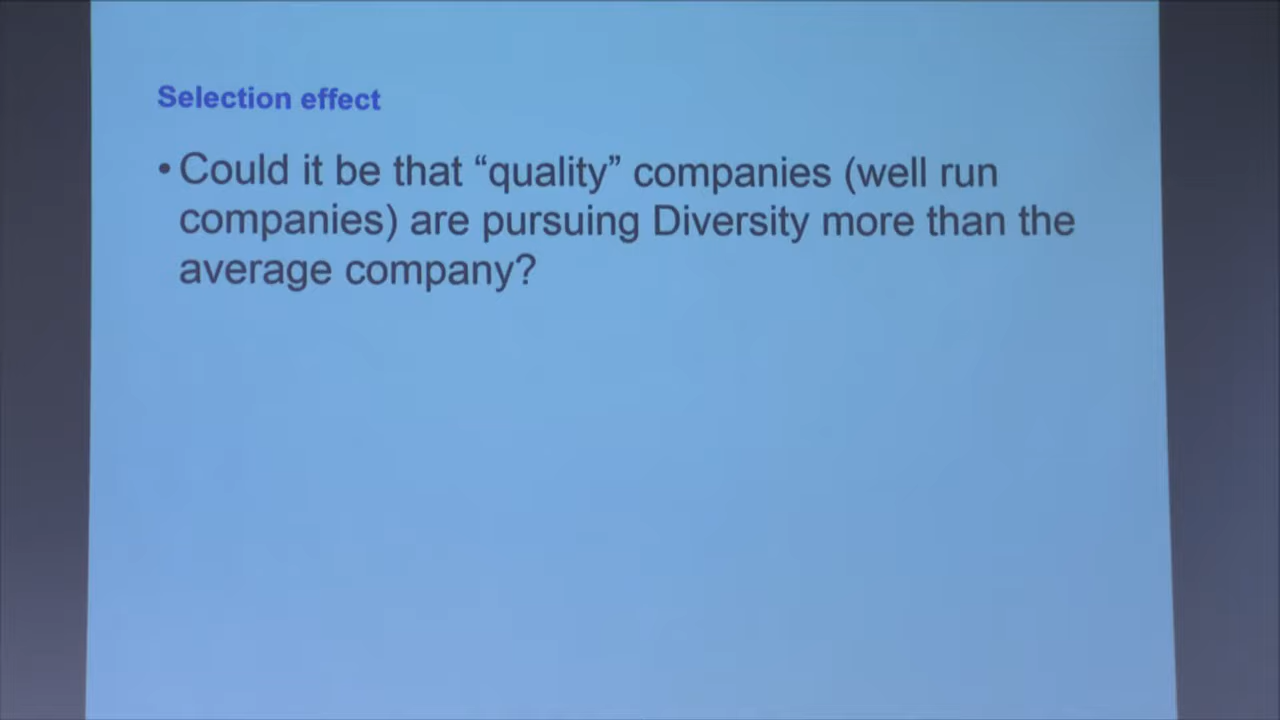 Selection effect
• Could it be that “quality” companies (well run
companies) are pursuing Diversity more than the
average company?